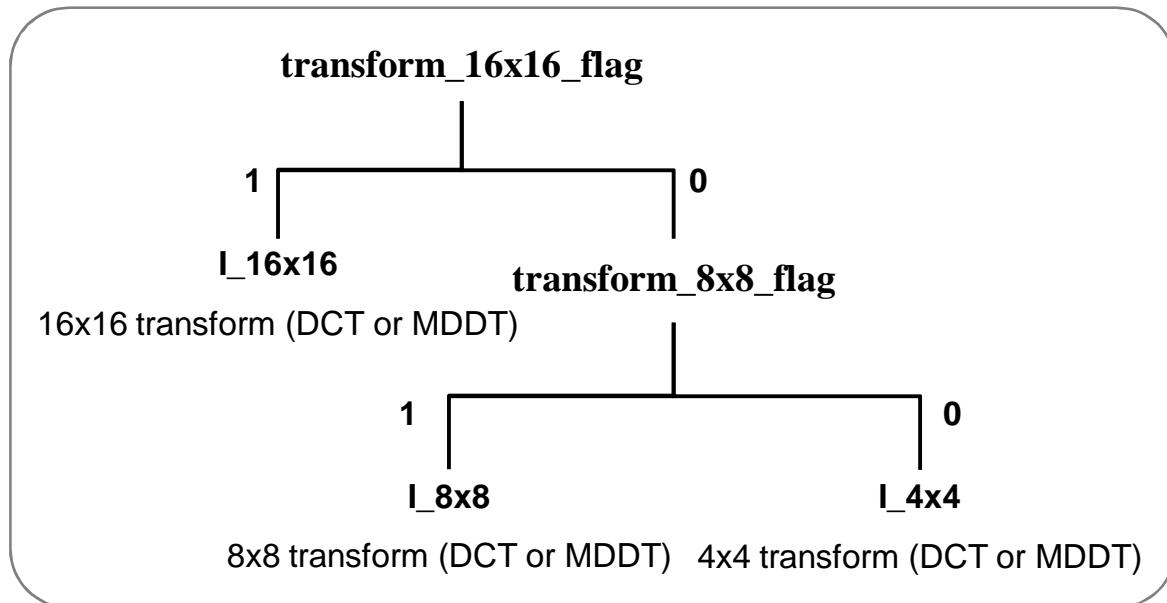 transform_16x16_flag
1
0
I_16x16
transform_8x8_flag
16x16 transform (DCT or MDDT)
1
0
I_8x8
I_4x4
8x8 transform (DCT or MDDT)
4x4 transform (DCT or MDDT)